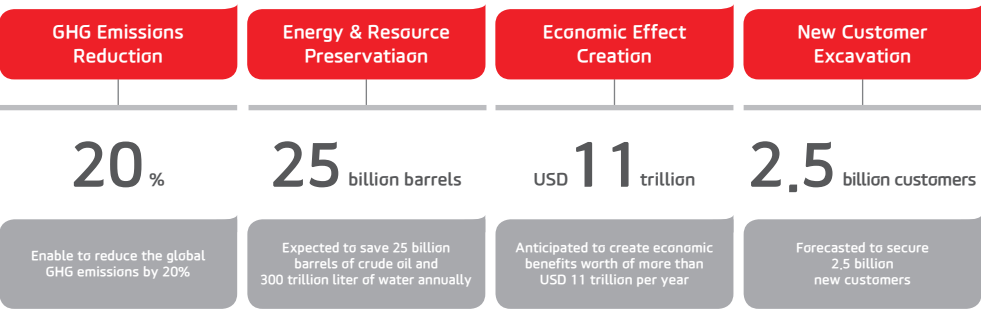 GHG Emissions
Reduction
Energy & Resource
Preservatiaon
Economic Effect
Creation
New Customer
Excavation
20 %
25 billion barrels
USD 11 trillion
2.5 billion customers
Enable to reduce the global
GHG emissions by 20%
Expected to save 25 billion
barrels of crude oil and
300 trillion liter of water annually
Anticipated to create economic
benefits worth of more than
USD 11 trillion per year
Forecasted to secure
2.5 billion
new customers